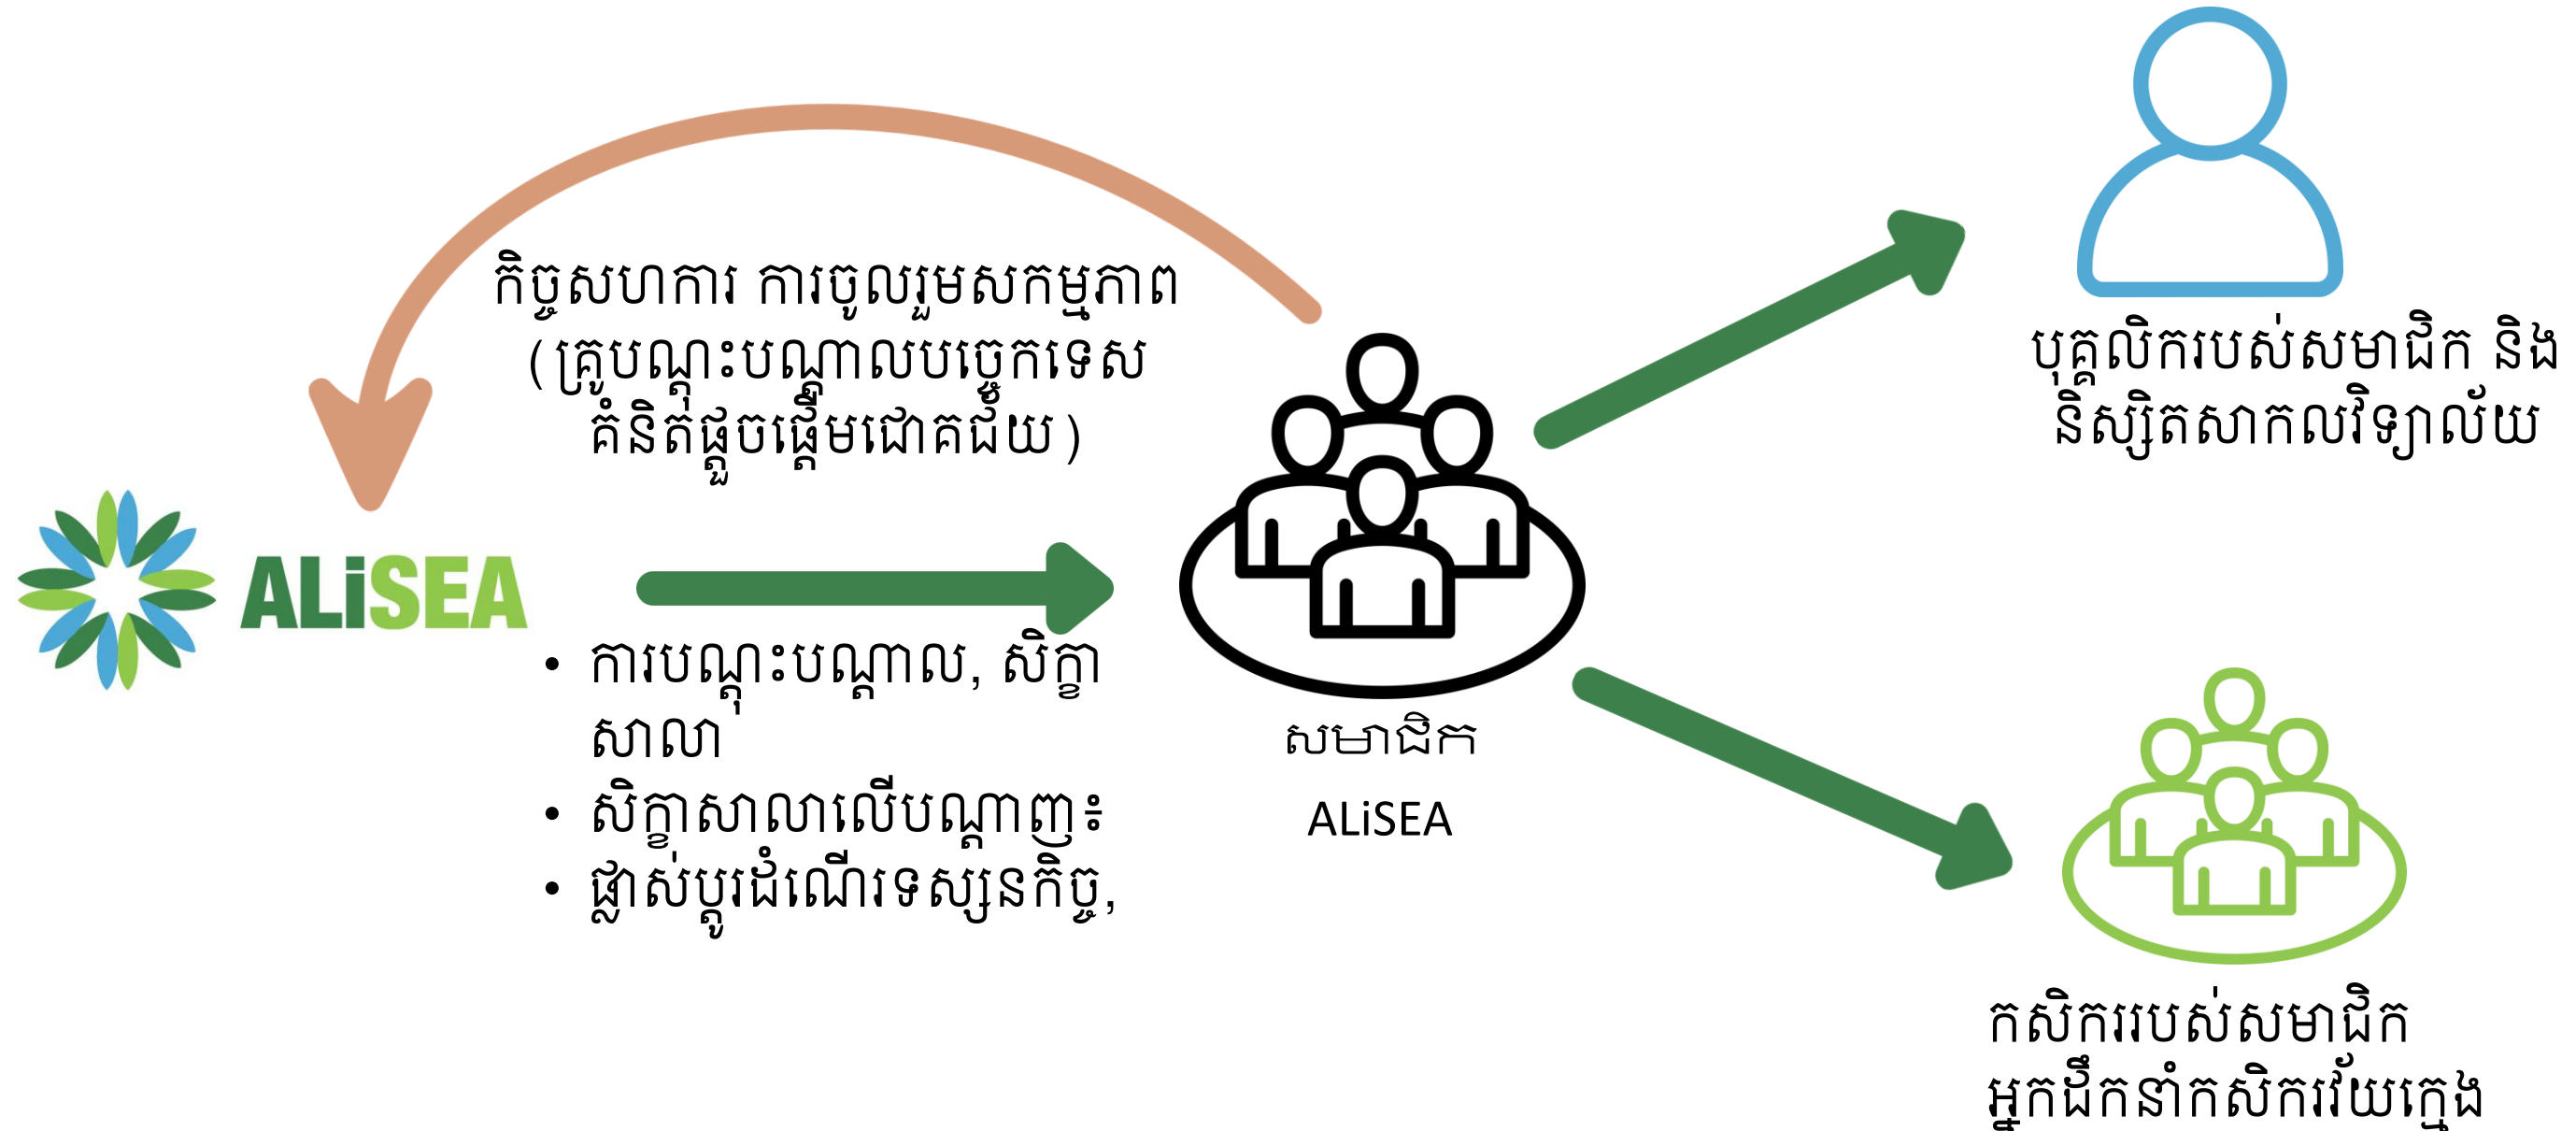 កិច្ចសហការ ការចូលរួមសកម្មភាព
(គ្រូបណ្តុះបណ្តាលបច្ចេកទេស
គំនិតផ្តួចផ្តើមជោគជ័យ)
ALiSEA
• ការបណ្តុះបណ្តាល, សិក្ខា
សាលា
• សិក្ខាសាលាលើបណ្តាញ៖
• ផ្លាស់ប្តូរដំណើរទស្សនកិច្ច,
សមាជិក
ALiSEA
បុគ្គលិករបស់សមាជិក និង
និស្សិតសាកលវិទ្យាល័យ
កសិកររបស់សមាជិក
អ្នកដឹកនាំកសិករវ័យក្មេង